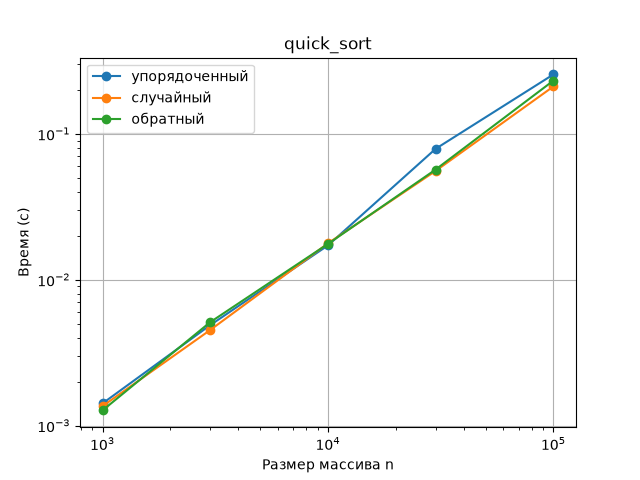 quick_sort
упорядоченный
случайный
обратный
10⁻¹
10⁻²
10⁻³
Время (с)
10³ 10⁴ 10⁵
Размер массива n